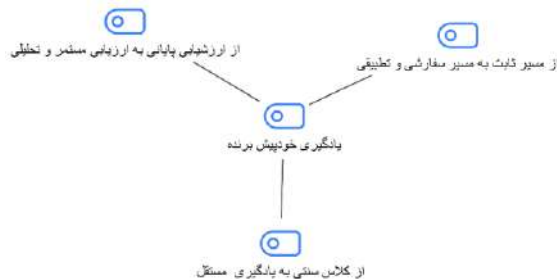 از ارزشیابی پایانی به ارزیابی مستمر و تحلیلی
از مسیر ثابت به مسیر سفارشی و تطبیقی
یادگیری خودپیش برنده
از کلاس سنتی به یادگیری مستقل